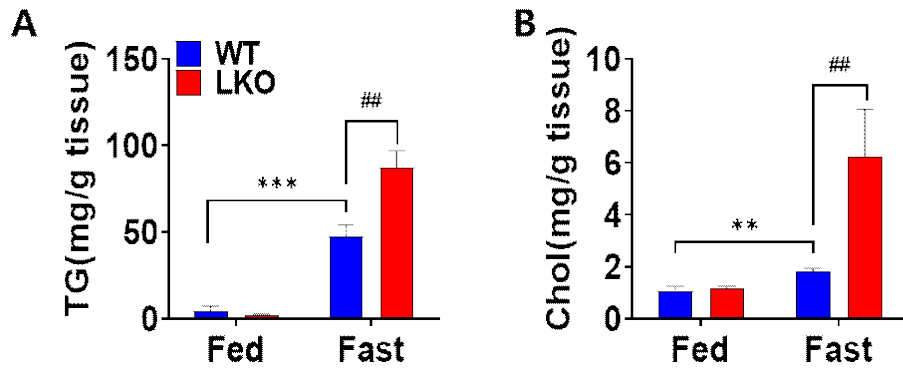 A
TG(mg/g tissue)
150
100
50
0
WT
LKO
***
##
Fed
Fast
B
Chol(mg/g tissue)
10
8
6
4
2
0
**
##
Fed
Fast